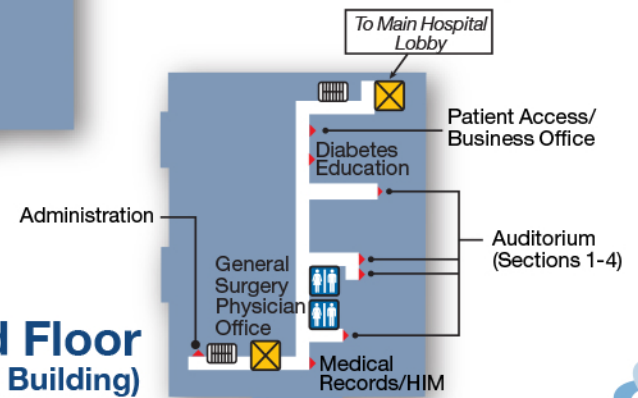 To Main Hospital
Lobby
Patient Access/
Business Office
Diabetes
Education
Administration
Auditorium
(Sections 1-4)
General
Surgery
Physician
Office
Floor
Building)
Medical
Records/HIM